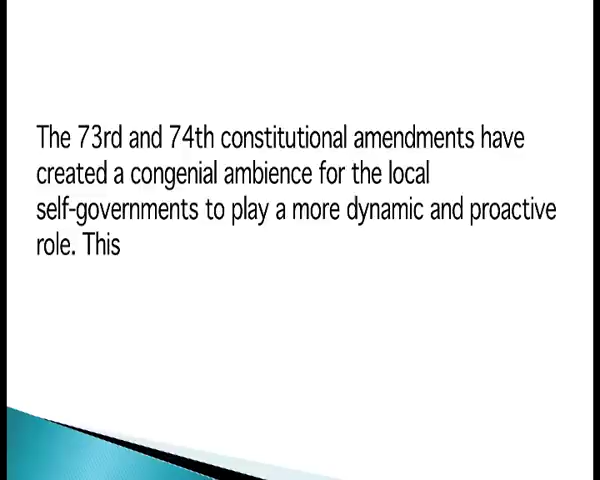 The 73rd and 74th constitutional amendments have
created a congenial ambience for the local
self-governments to play a more dynamic and proactive
role. This